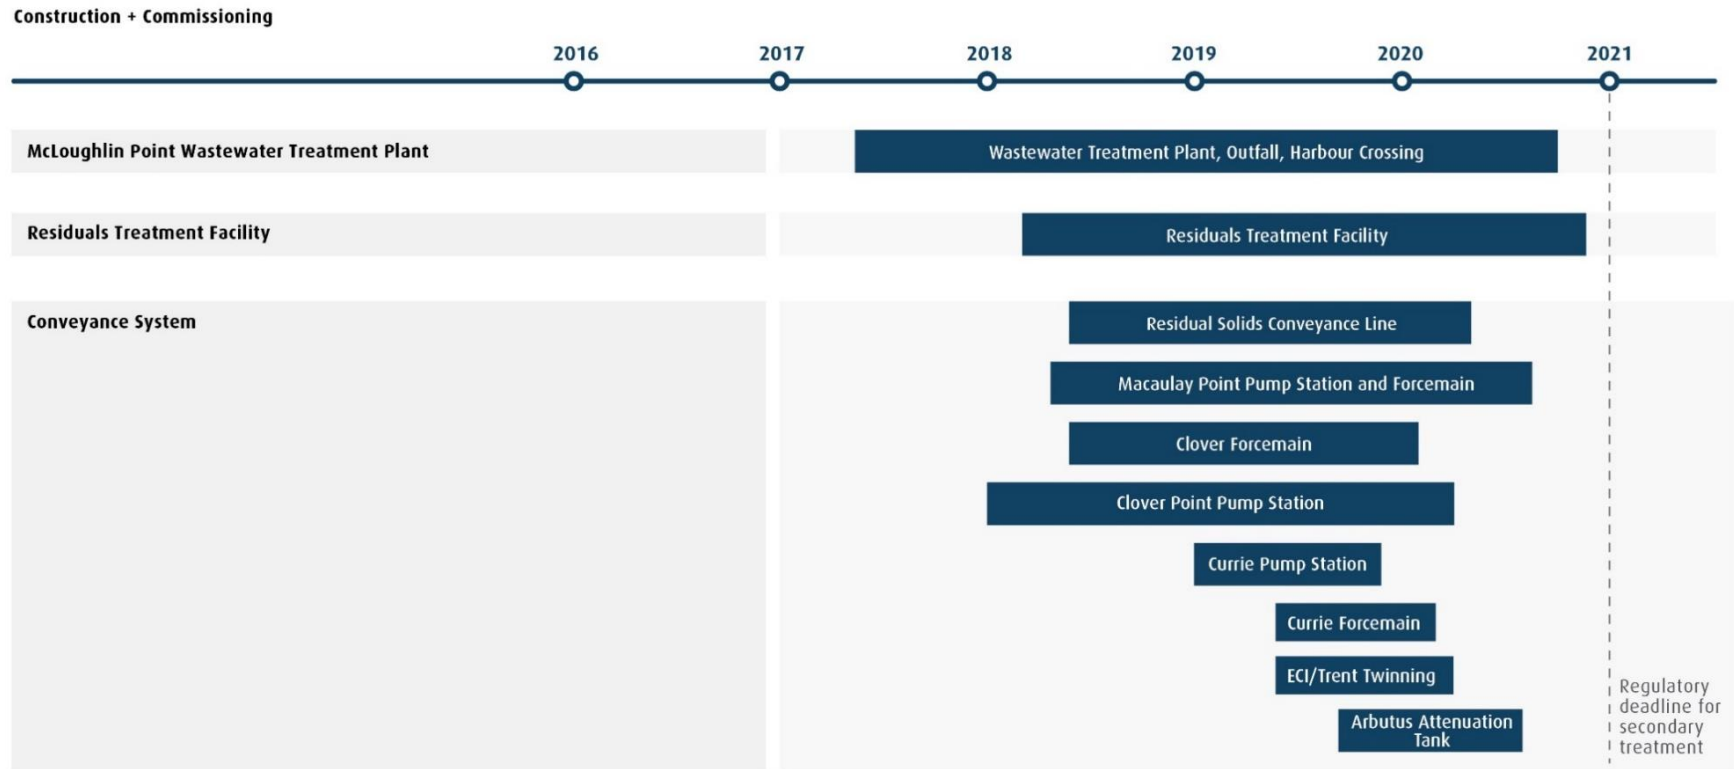 Construction + Commissioning
2016 2017 2018 2019 2020 2021
McLoughlin Point Wastewater Treatment Plant
Wastewater Treatment Plant, Outfall, Harbour Crossing
Residuals Treatment Facility
Residuals Treatment Facility
Conveyance System
Residual Solids Conveyance Line
Macaulay Point Pump Station and Forcemain
Clover Forcemain
Clover Point Pump Station
Currie Pump Station
Currie Forcemain
ECI/Trent Twinning
Arbutus Attenuation
Tank
Regulatory
deadline for
secondary
treatment